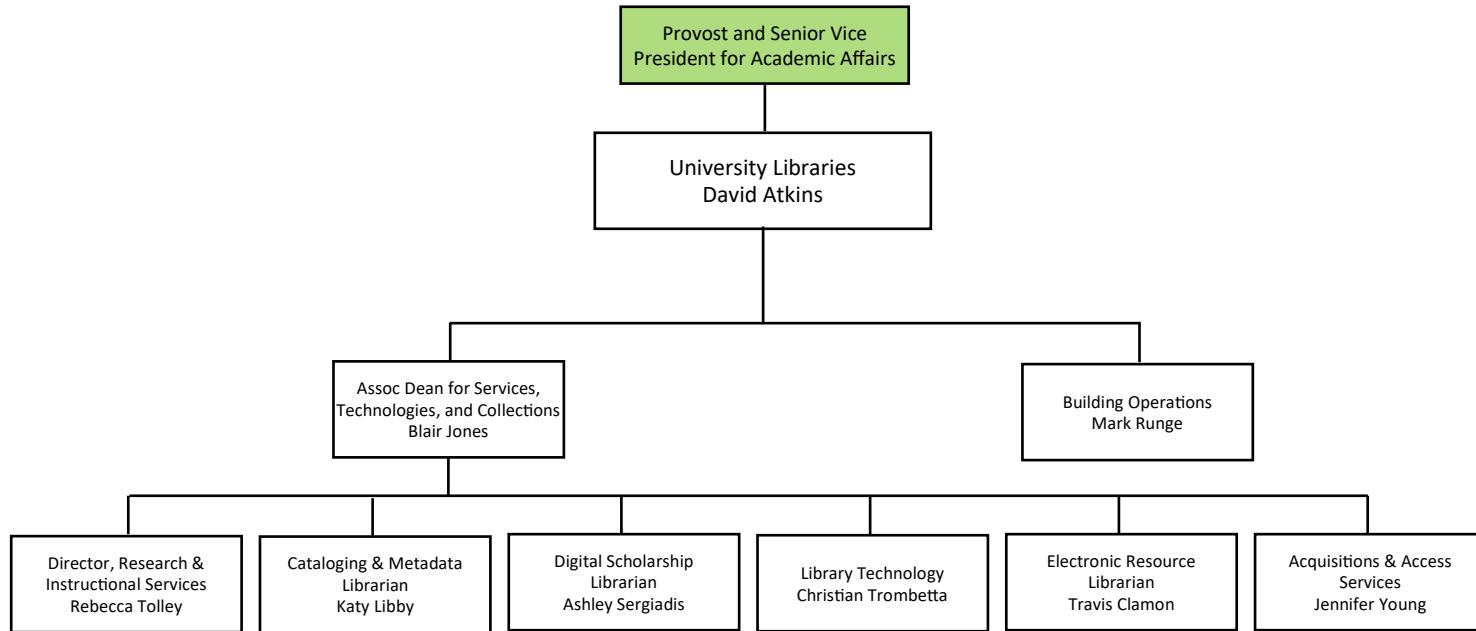 Provost and Senior Vice
President for Academic Affairs
University Libraries
David Atkins
Assoc Dean for Services,
Technologies, and Collections
Blair Jones
Building Operations
Mark Runge
Director, Research &
Instructional Services
Rebecca Tolley
Cataloging & Metadata
Librarian
Katy Libby
Digital Scholarship
Librarian
Ashley Sergiadis
Library Technology
Christian Trombetta
Electronic Resource
Librarian
Travis Clamon
Acquisitions & Access
Services
Jennifer Young